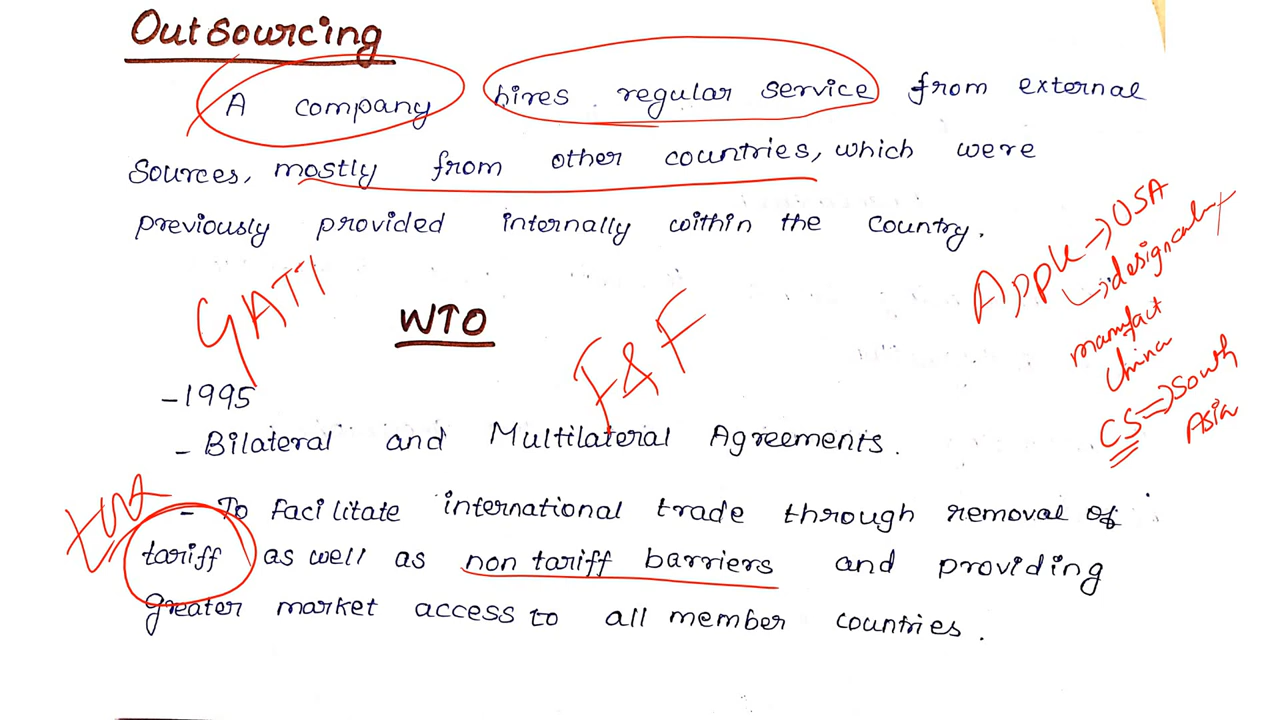 Outsourcing
A company hires regular service from external
sources, mostly from other countries, which were
previously provided internally within the country.
Apple → USA
↳ design
manufact
China
CS ⇒ South
Asia
GATT
WTO
F & F
- 1995
- Bilateral and Multilateral Agreements.
- To facilitate international trade through removal of
tariff as well as non tariff barriers and providing
greater market access to all member countries.